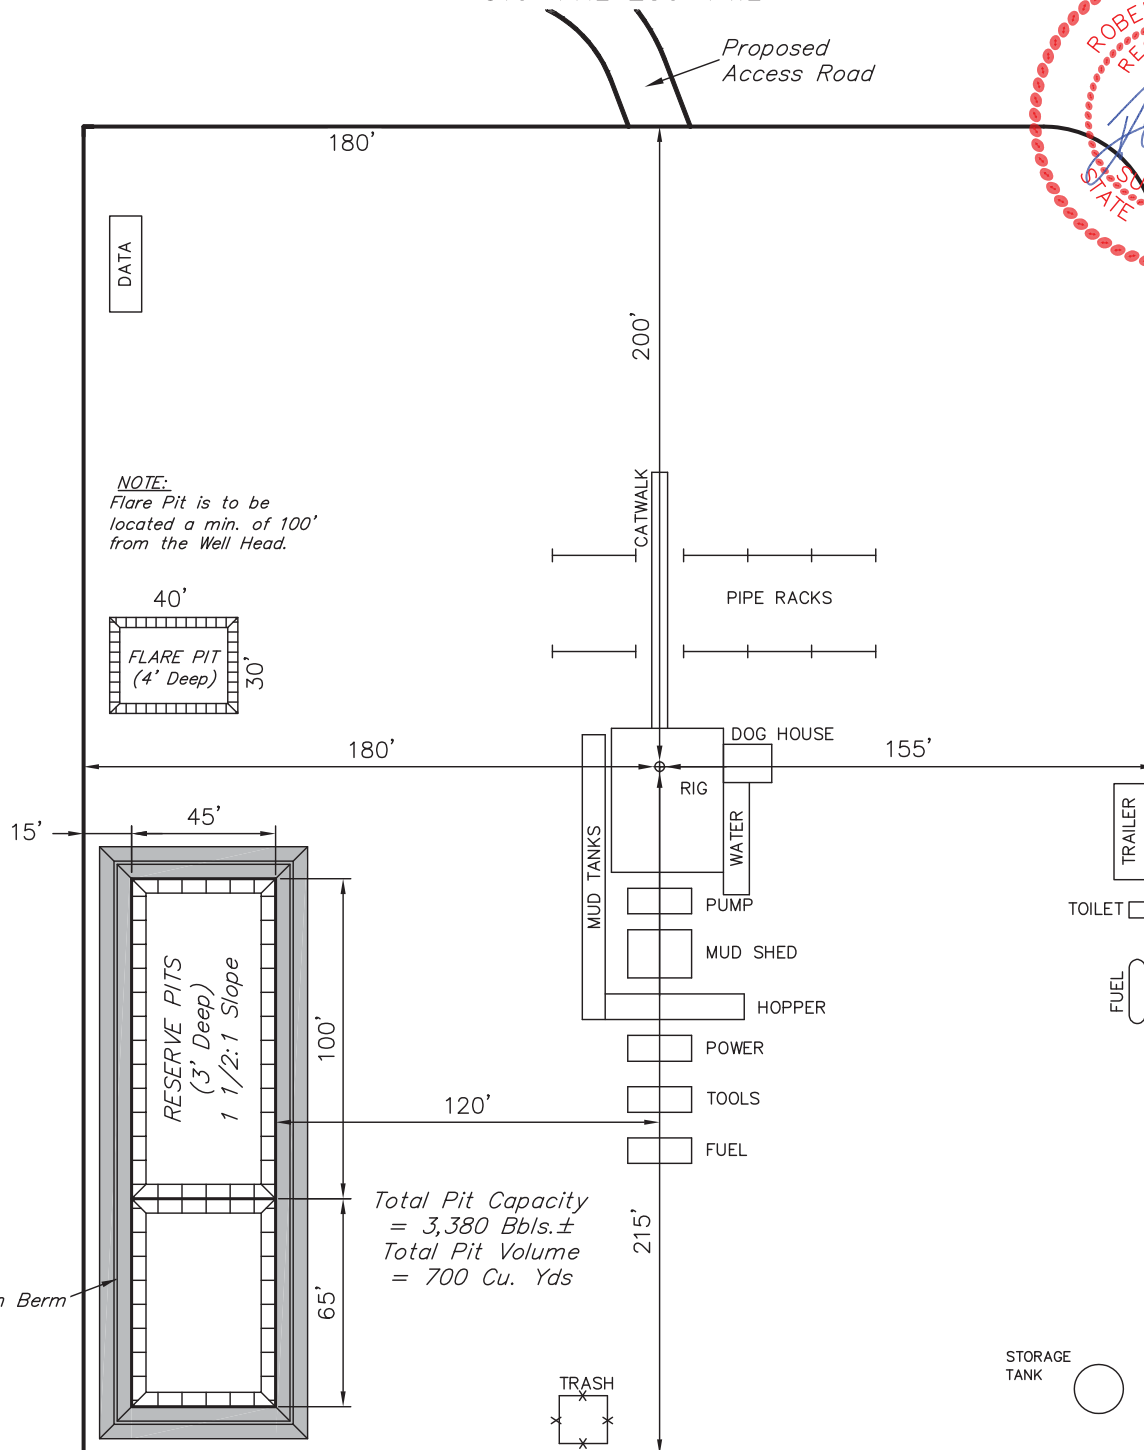 Proposed
Access Road
180'
ROBE
RE
SU
STATE
DATA
200'
NOTE:
Flare Pit is to be
located a min. of 100'
from the Well Head.
CATWALK
40'
PIPE RACKS
FLARE PIT
(4' Deep)
30'
DOG HOUSE
180'
155'
RIG
15'
45'
MUD TANKS
WATER
TRAILER
PUMP
TOILET
MUD SHED
RESERVE PITS
(3' Deep)
1 1/2:1 Slope
100'
FUEL
HOPPER
POWER
TOOLS
120'
FUEL
Total Pit Capacity
= 3,380 Bbls.±
Total Pit Volume
= 700 Cu. Yds
215'
65'
Berm
STORAGE
TANK
TRASH